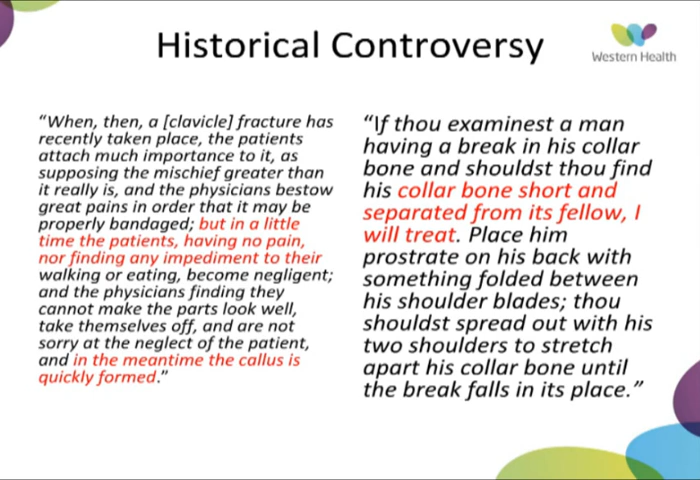 Historical Controversy
Western Health
“When, then, a [clavicle] fracture has
recently taken place, the patients
attach much importance to it, as
supposing the mischief greater than
it really is, and the physicians bestow
great pains in order that it may be
properly bandaged; but in a little
time the patients, having no pain,
nor finding any impediment to their
walking or eating, become negligent;
and the physicians finding they
cannot make the parts look well,
take themselves off, and are not
sorry at the neglect of the patient,
and in the meantime the callus is
quickly formed.”
“If thou examinest a man
having a break in his collar
bone and shouldst thou find
his collar bone short and
separated from its fellow, I
will treat. Place him
prostrate on his back with
something folded between
his shoulder blades; thou
shouldst spread out with his
two shoulders to stretch
apart his collar bone until
the break falls in its place.”